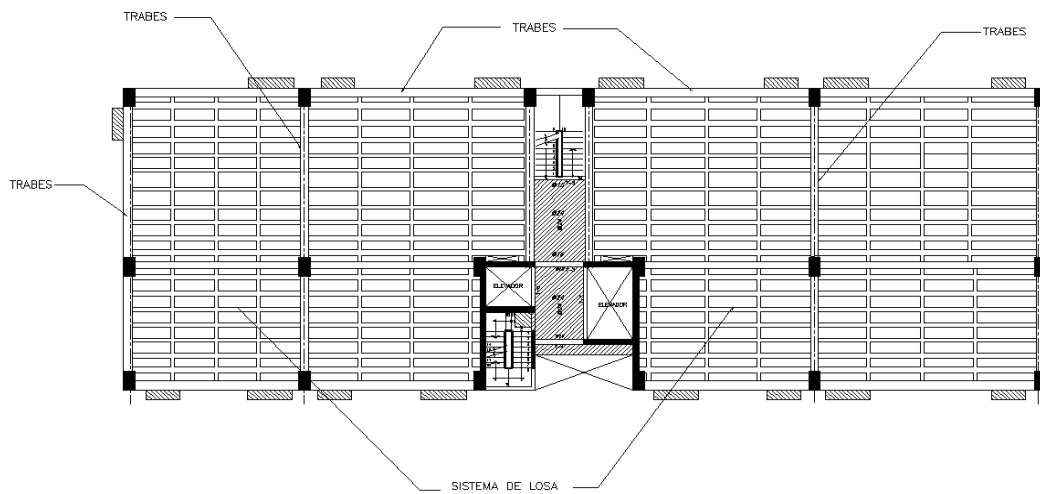 TRABES
TRABES
TRABES
TRABES
ELEVADOR
ELEVADOR
SISTEMA DE LOSA